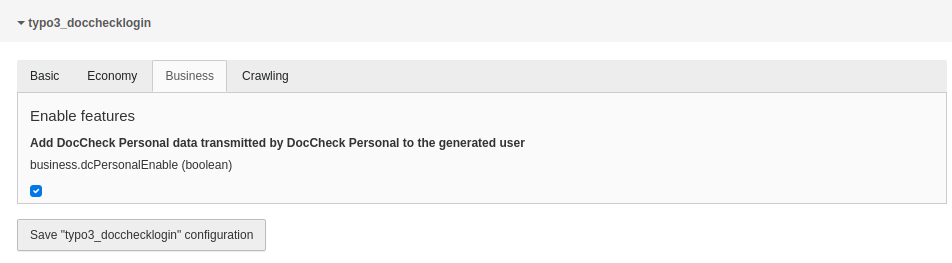 typo3_docchecklogin
Basic Economy Business Crawling
Enable features
Add DocCheck Personal data transmitted by DocCheck Personal to the generated user
business.dcPersonalEnable (boolean)
Save "typo3_docchecklogin" configuration